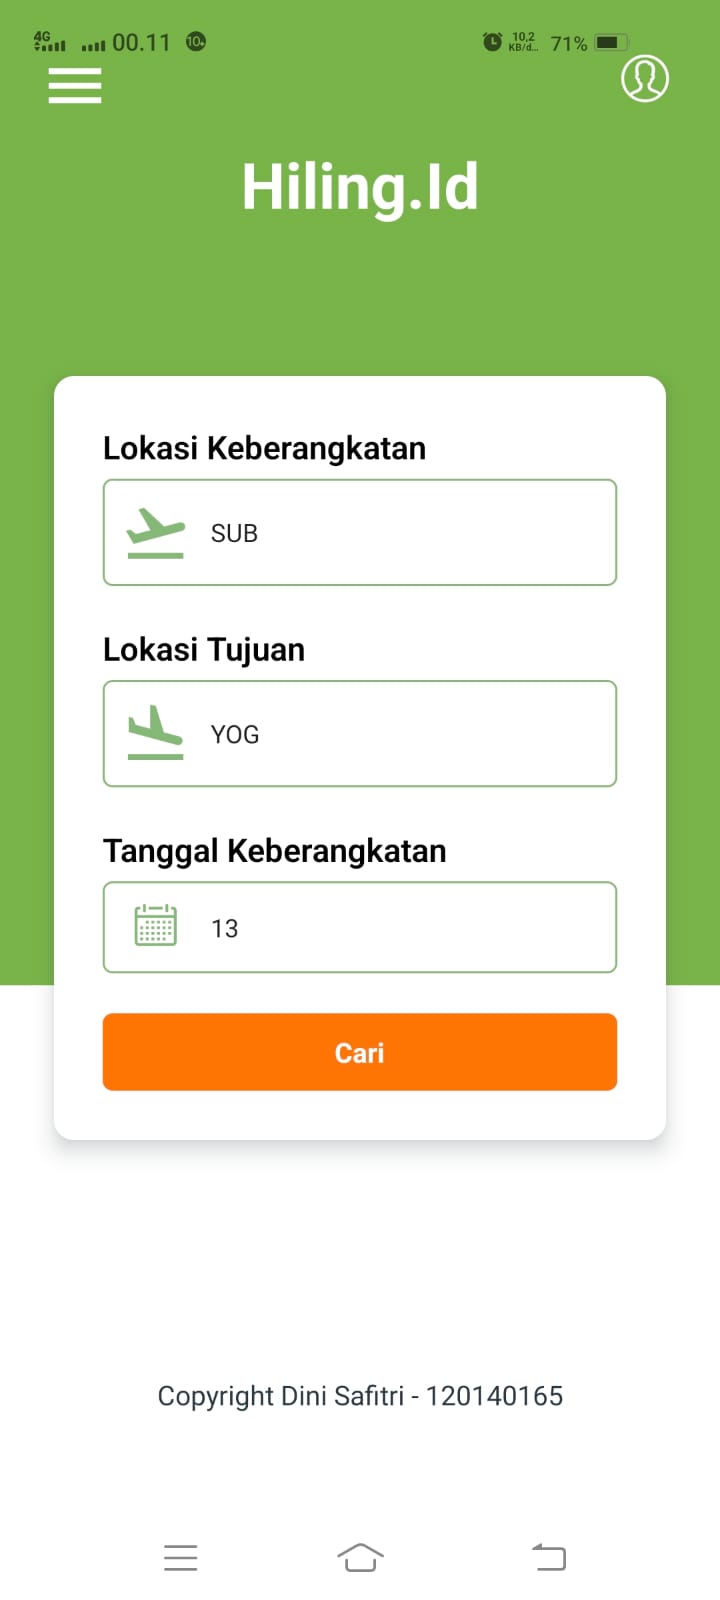 4G 00.11 10+ 10,2 KB/d... 71%
Hiling.Id
Lokasi Keberangkatan
SUB
Lokasi Tujuan
YOG
Tanggal Keberangkatan
13
Cari
Copyright Dini Safitri - 120140165